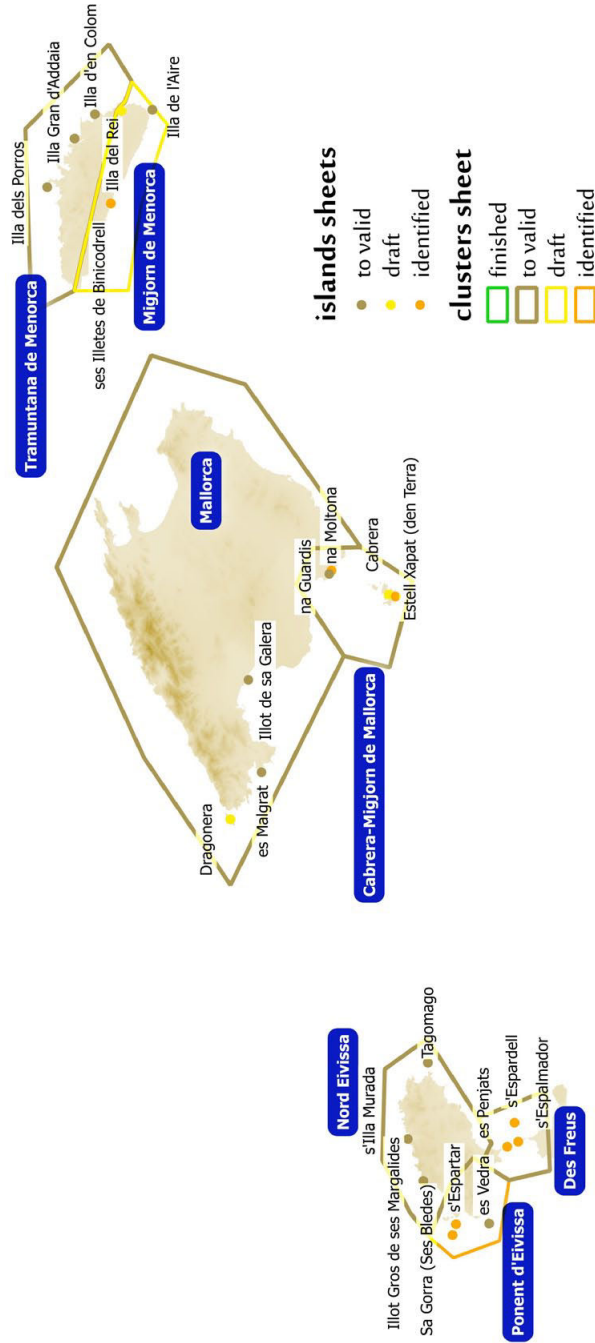 Tramuntana de Menorca
Illa dels Porros
Illa Gran d'Addaia
Illa d'en Colom
ses Illetes de Binicodrell
Illa del Rei
Migjorn de Menorca
Illa de l'Aire
Mallorca
Dragonera
es Malgrat
Illot de sa Galera
na Guardis
na Moltona
Cabrera
Estell Xapat (den Terra)
Cabrera-Migjorn de Mallorca
Nord Eivissa
s'Illa Murada
Tagomago
Illot Gros de ses Margalides
Sa Gorra (Ses Bledes)
s'Espartar
es Vedra
es Penjats
s'Espardell
s'Espalmador
Ponent d'Eivissa
Des Freus
islands sheets
to valid
draft
identified
clusters sheet
finished
to valid
draft
identified